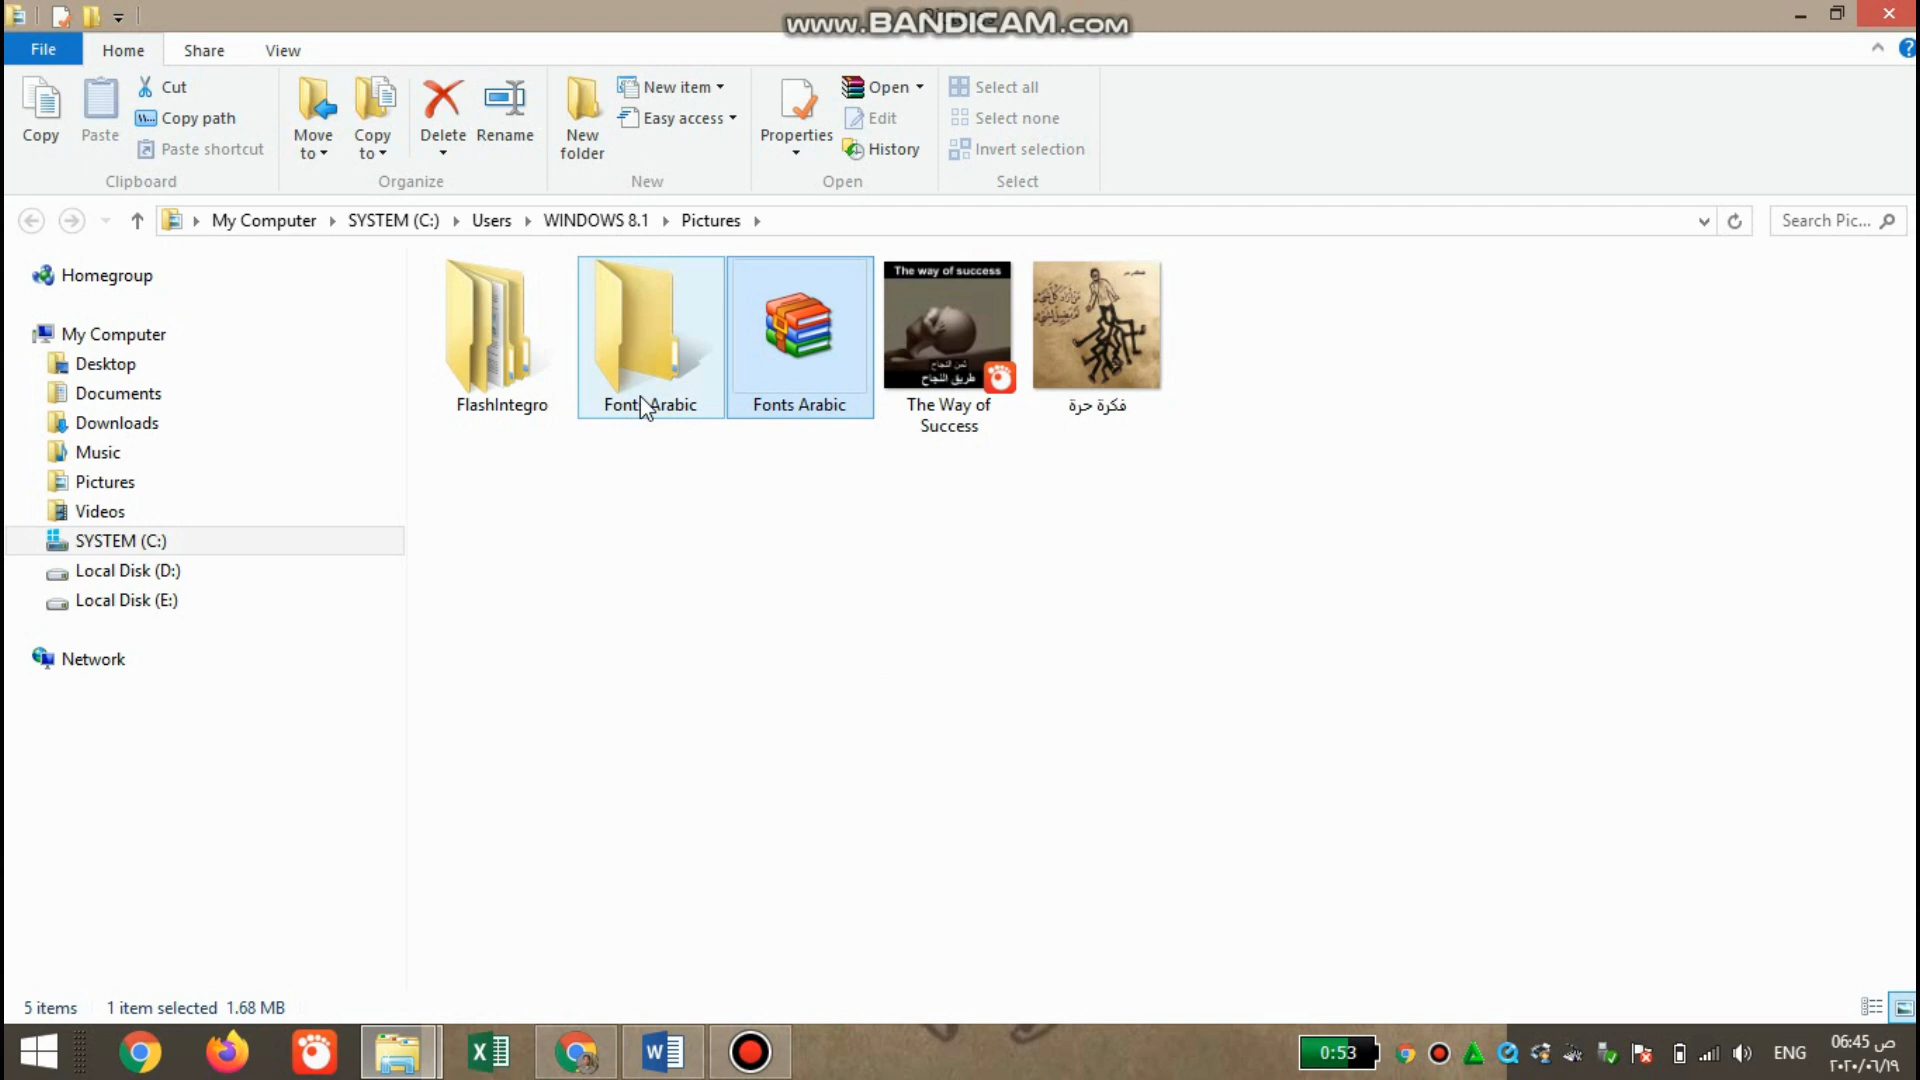 www.BANDICAM.com
File
Home
Share
View
Copy
Paste
Cut
Copy path
Paste shortcut
Clipboard
Move to
Copy to
Delete
Rename
Organize
New folder
New item
Easy access
New
Properties
Open
Edit
History
Open
Select all
Select none
Invert selection
Select
My Computer
SYSTEM (C:)
Users
WINDOWS 8.1
Pictures
Search Pic...
Homegroup
My Computer
Desktop
Documents
Downloads
Music
Pictures
Videos
SYSTEM (C:)
Local Disk (D:)
Local Disk (E:)
Network
FlashIntegro
Fonts Arabic
Fonts Arabic
The way of success
ثمن النجاح
طريق النجاح
The Way of
Success
فكرة حرة
5 items
1 item selected 1.68 MB
0:53
ENG
06:45 ص
٢٠٢٠/٠٦/١٩